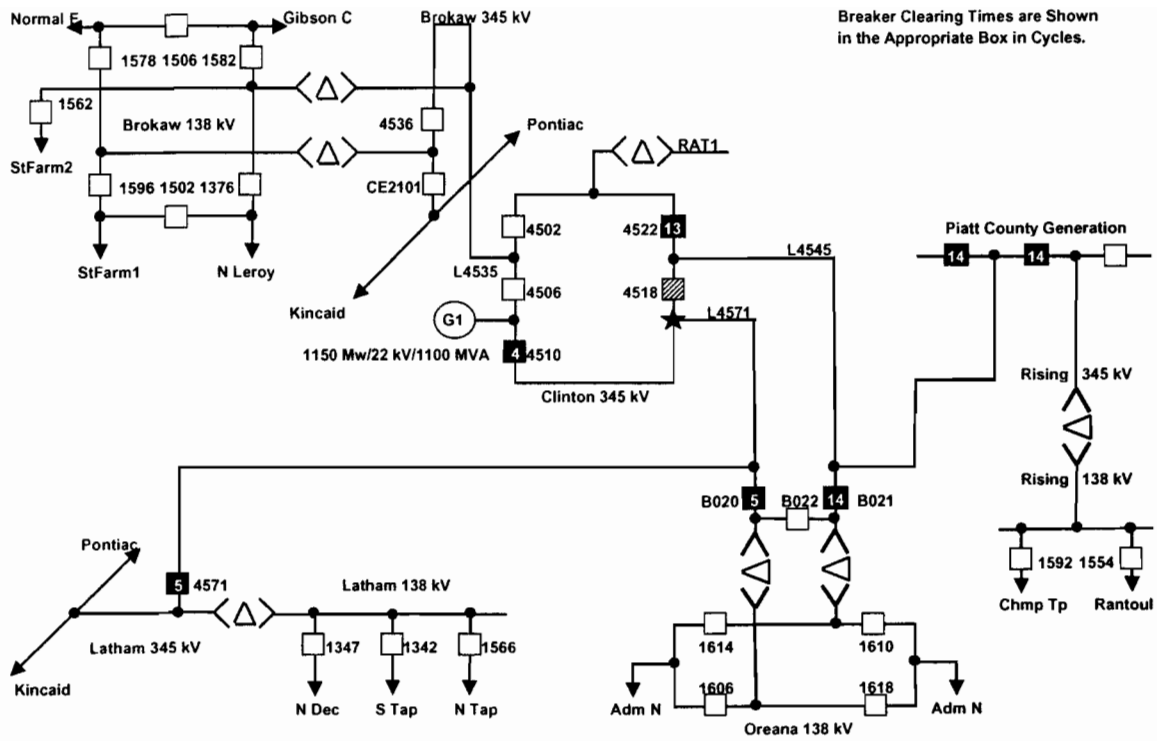 Normal E
Gibson C
Brokaw 345 kV
Breaker Clearing Times are Shown
in the Appropriate Box in Cycles.
1578 1506 1582
1562
4536
Pontiac
Brokaw 138 kV
RAT1
StFarm2
CE2101
1596 1502 1376
4502
4522 13
Piatt County Generation
L4545
14
14
StFarm1
N Leroy
L4535
4506
4518
Kincaid
G1
L4571
1150 Mw/22 kV/1100 MVA
4 4510
Rising 345 kV
Clinton 345 kV
Rising 138 kV
B020 5 B022 14 B021
Pontiac
5 4571
Latham 138 kV
1592 1554
Chmp Tp
Rantoul
Latham 345 kV
1347
1342
1566
1614
1610
Kincaid
1606
1618
N Dec
S Tap
N Tap
Adm N
Adm N
Oreana 138 kV